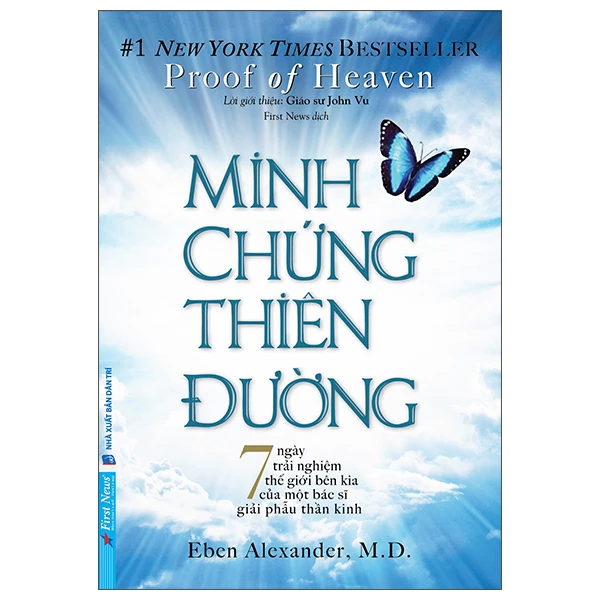 #1 NEW YORK TIMES BESTSELLER
Proof of Heaven
Lời giới thiệu: Giáo sư John Vu
First News dịch
MINH
CHỨNG
THIÊN
ĐƯỜNG
7 ngày
trải nghiệm
thế giới bên kia
của một bác sĩ
giải phẫu thần kinh
Eben Alexander, M.D.
NHÀ XUẤT BẢN DÂN TRÍ
First News